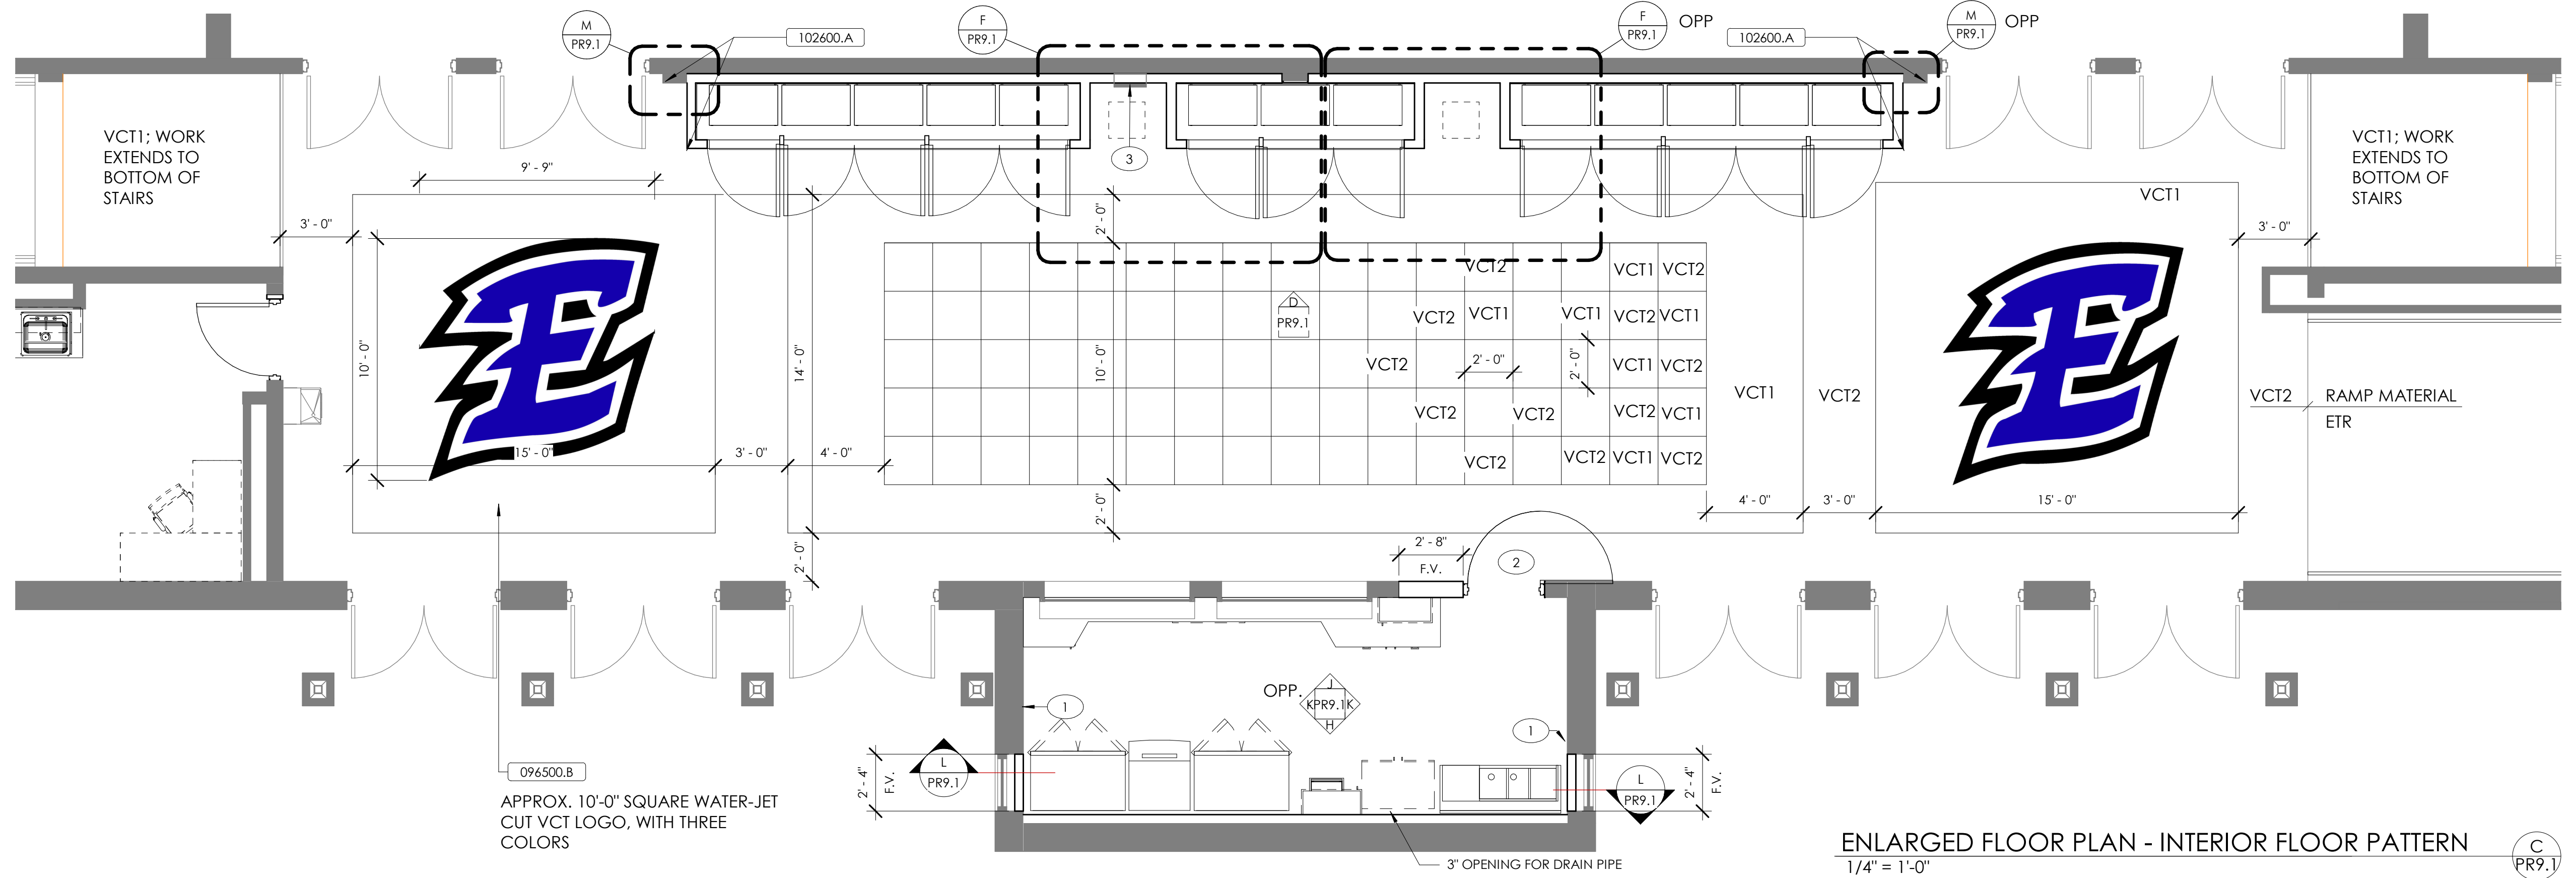 M
PR9.1
102600.A
F
PR9.1
F
PR9.1
OPP
102600.A
M
PR9.1
OPP
VCT1; WORK
EXTENDS TO
BOTTOM OF
STAIRS
9' - 9"
3
VCT1; WORK
EXTENDS TO
BOTTOM OF
STAIRS
VCT1
3' - 0"
2' - 0"
3' - 0"
VCT2
VCT1 VCT2
D
PR9.1
VCT2
VCT1
VCT1
VCT2 VCT1
10' - 0"
14' - 0"
10' - 0"
VCT2
2' - 0"
2' - 0"
VCT1 VCT2
VCT1
VCT2
VCT2
RAMP MATERIAL
ETR
VCT2
VCT2
VCT2 VCT1
E
15' - 0"
3' - 0"
4' - 0"
VCT2
VCT2 VCT1 VCT2
E
4' - 0"
3' - 0"
15' - 0"
2' - 0"
2' - 0"
2' - 8"
F.V.
2
OPP.
J
KPR9.1K
H
1
1
L
PR9.1
2' - 4"
F.V.
L
PR9.1
2' - 4"
F.V.
096500.B
APPROX. 10'-0" SQUARE WATER-JET
CUT VCT LOGO, WITH THREE
COLORS
3" OPENING FOR DRAIN PIPE
ENLARGED FLOOR PLAN - INTERIOR FLOOR PATTERN
1/4" = 1'-0"
C
PR9.1